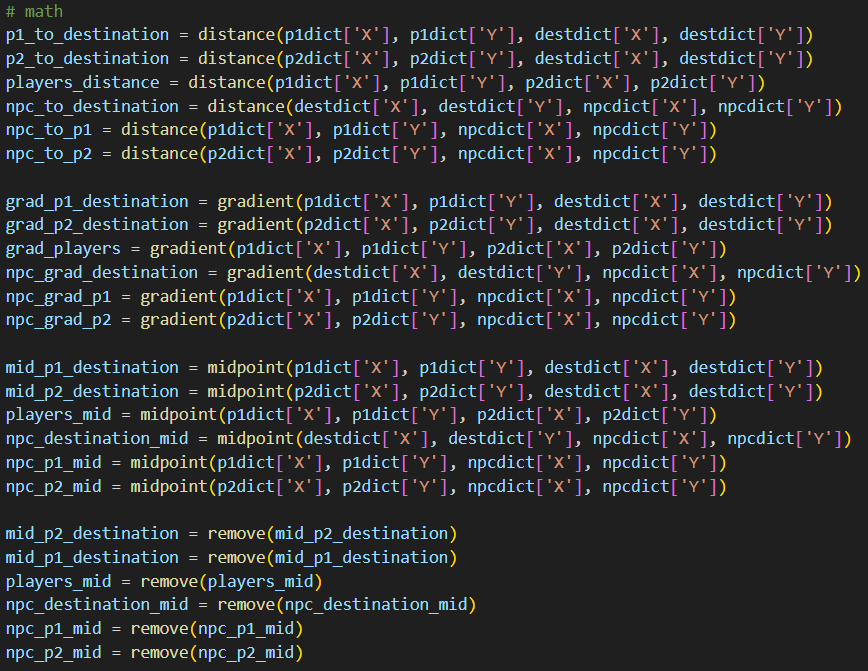 # math
p1_to_destination = distance(p1dict['X'], p1dict['Y'], destdict['X'], destdict['Y'])
p2_to_destination = distance(p2dict['X'], p2dict['Y'], destdict['X'], destdict['Y'])
players_distance = distance(p1dict['X'], p1dict['Y'], p2dict['X'], p2dict['Y'])
npc_to_destination = distance(destdict['X'], destdict['Y'], npcdict['X'], npcdict['Y'])
npc_to_p1 = distance(p1dict['X'], p1dict['Y'], npcdict['X'], npcdict['Y'])
npc_to_p2 = distance(p2dict['X'], p2dict['Y'], npcdict['X'], npcdict['Y'])

grad_p1_destination = gradient(p1dict['X'], p1dict['Y'], destdict['X'], destdict['Y'])
grad_p2_destination = gradient(p2dict['X'], p2dict['Y'], destdict['X'], destdict['Y'])
grad_players = gradient(p1dict['X'], p1dict['Y'], p2dict['X'], p2dict['Y'])
npc_grad_destination = gradient(destdict['X'], destdict['Y'], npcdict['X'], npcdict['Y'])
npc_grad_p1 = gradient(p1dict['X'], p1dict['Y'], npcdict['X'], npcdict['Y'])
npc_grad_p2 = gradient(p2dict['X'], p2dict['Y'], npcdict['X'], npcdict['Y'])

mid_p1_destination = midpoint(p1dict['X'], p1dict['Y'], destdict['X'], destdict['Y'])
mid_p2_destination = midpoint(p2dict['X'], p2dict['Y'], destdict['X'], destdict['Y'])
players_mid = midpoint(p1dict['X'], p1dict['Y'], p2dict['X'], p2dict['Y'])
npc_destination_mid = midpoint(destdict['X'], destdict['Y'], npcdict['X'], npcdict['Y'])
npc_p1_mid = midpoint(p1dict['X'], p1dict['Y'], npcdict['X'], npcdict['Y'])
npc_p2_mid = midpoint(p2dict['X'], p2dict['Y'], npcdict['X'], npcdict['Y'])

mid_p2_destination = remove(mid_p2_destination)
mid_p1_destination = remove(mid_p1_destination)
players_mid = remove(players_mid)
npc_destination_mid = remove(npc_destination_mid)
npc_p1_mid = remove(npc_p1_mid)
npc_p2_mid = remove(npc_p2_mid)